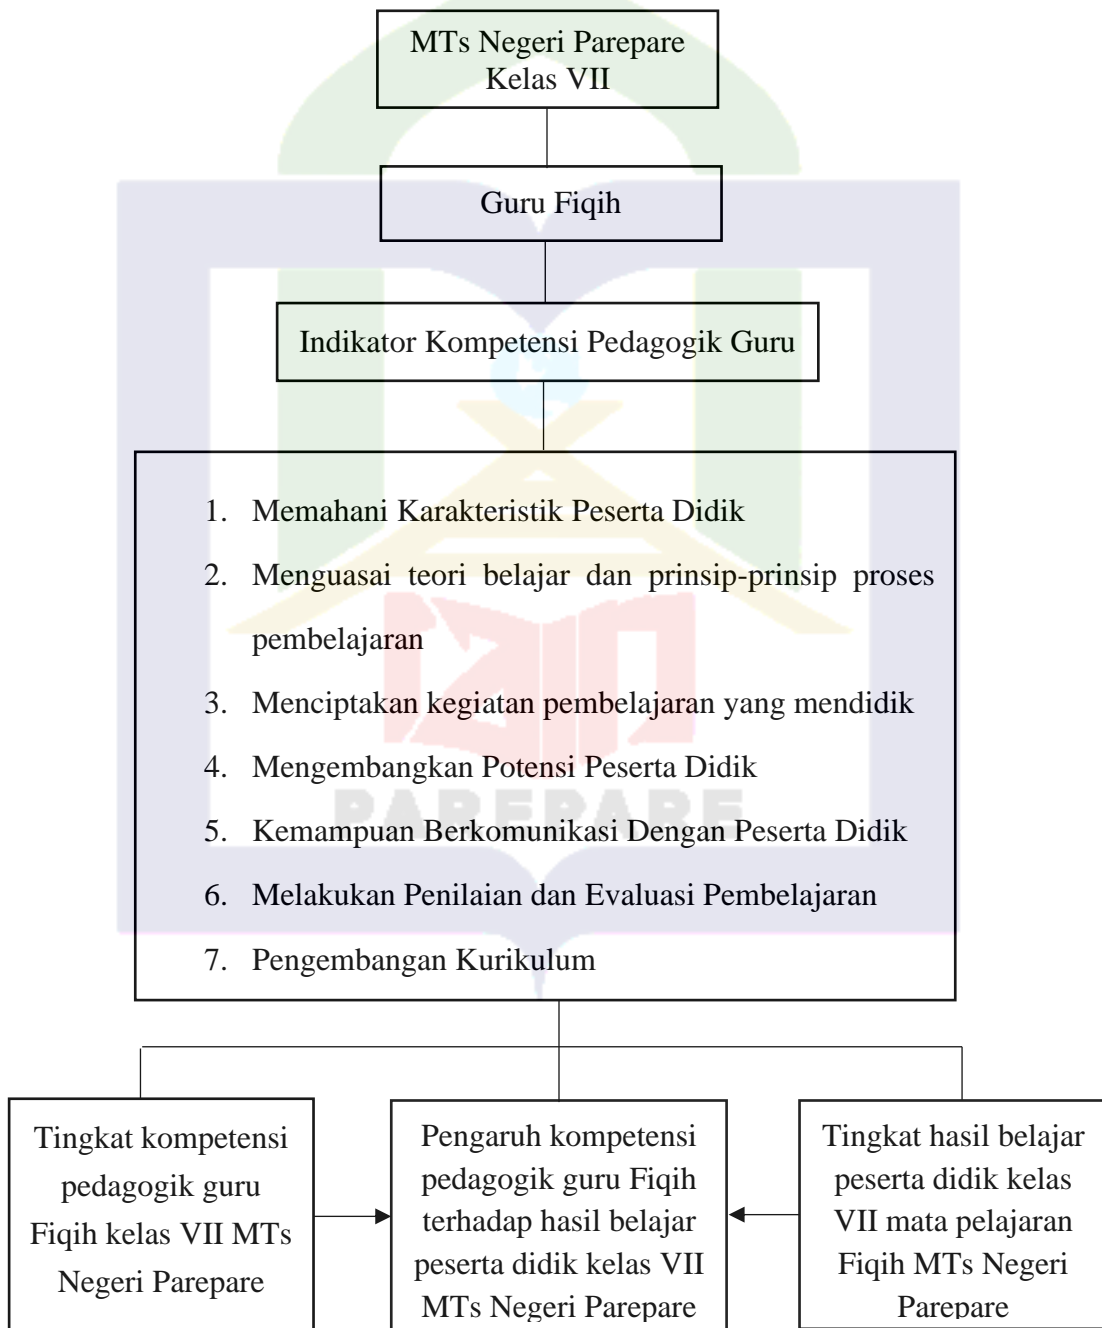 MTs Negeri Parepare
Kelas VII
Guru Fiqih
Indikator Kompetensi Pedagogik Guru
1. Memahani Karakteristik Peserta Didik
2. Menguasai teori belajar dan prinsip-prinsip proses
pembelajaran
3. Menciptakan kegiatan pembelajaran yang mendidik
4. Mengembangkan Potensi Peserta Didik
PAREPARE
5. Kemampuan Berkomunikasi Dengan Peserta Didik
6. Melakukan Penilaian dan Evaluasi Pembelajaran
7. Pengembangan Kurikulum
Tingkat kompetensi
pedagogik guru
Fiqih kelas VII MTs
Negeri Parepare
Pengaruh kompetensi
pedagogik guru Fiqih
terhadap hasil belajar
peserta didik kelas VII
MTs Negeri Parepare
Tingkat hasil belajar
peserta didik kelas
VII mata pelajaran
Fiqih MTs Negeri
Parepare